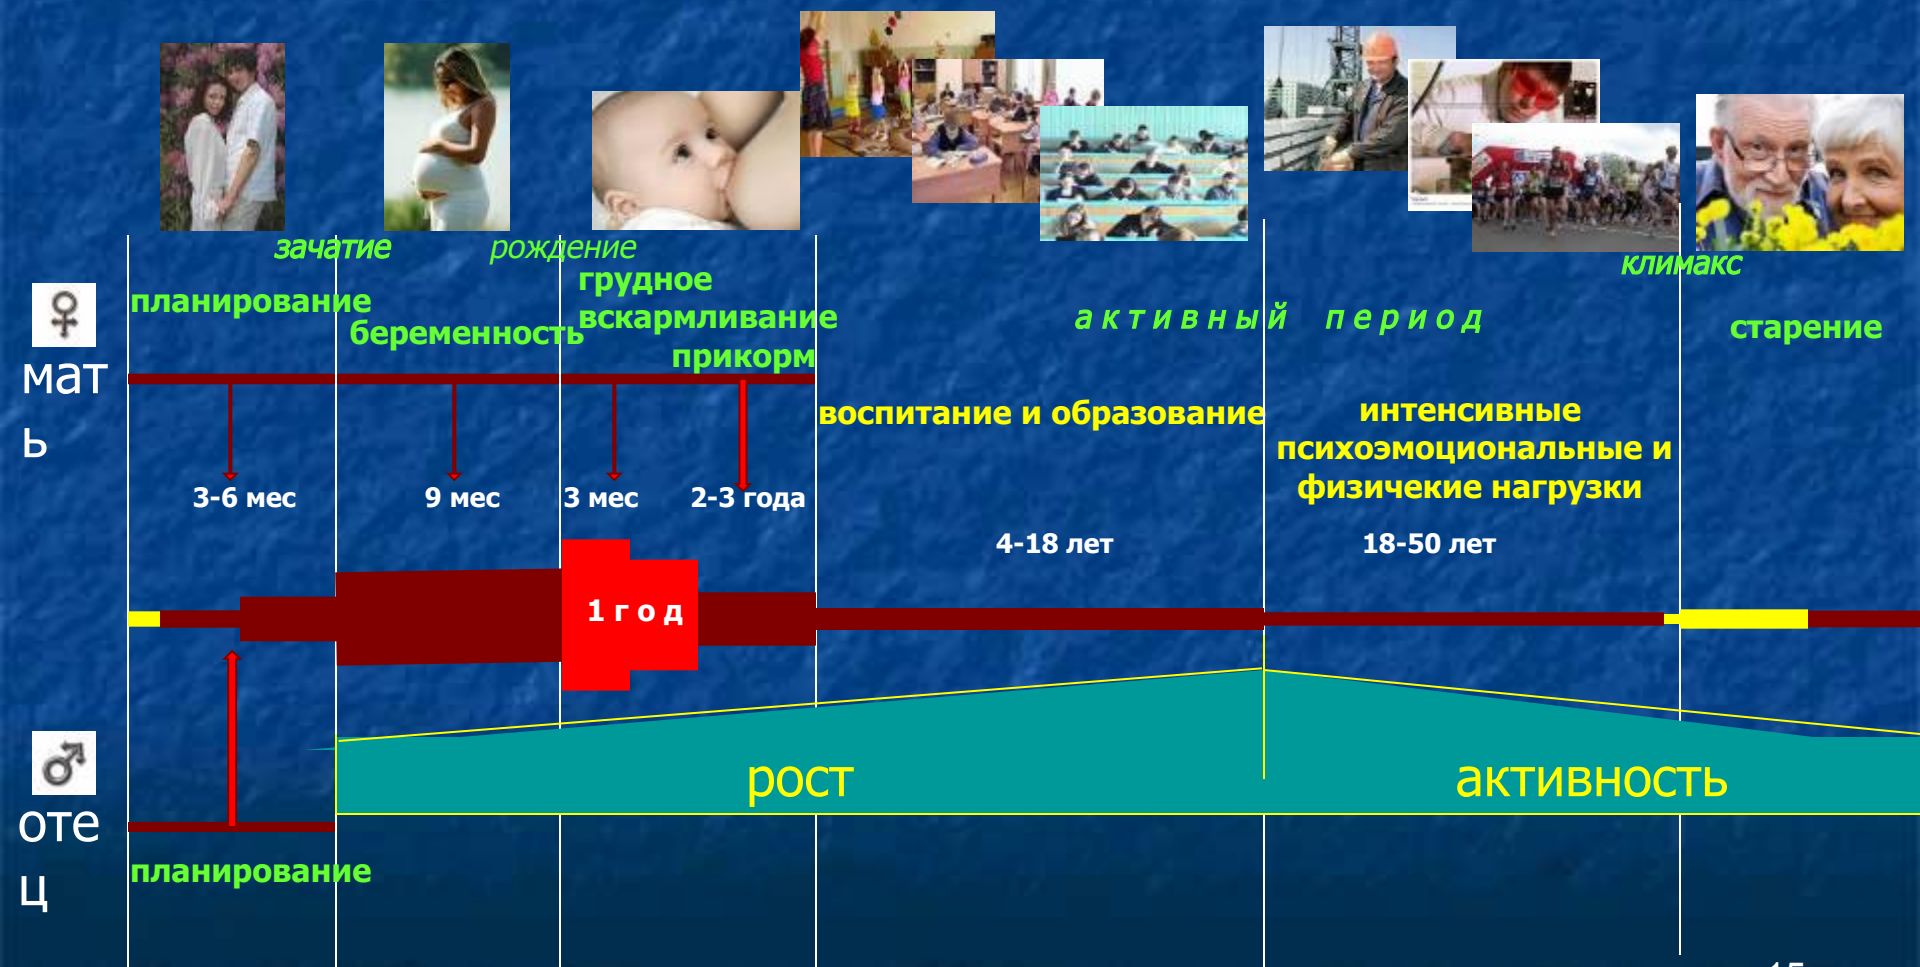 зачатие
рождение
планирование
беременность
грудное
вскармливание
прикорм
активный период
климакс
старение
мат
ь
воспитание и образование
интенсивные
психоэмоциональные и
физичекие нагрузки
3-6 мес
9 мес
3 мес
2-3 года
4-18 лет
18-50 лет
1 год
рост
активность
оте
ц
планирование